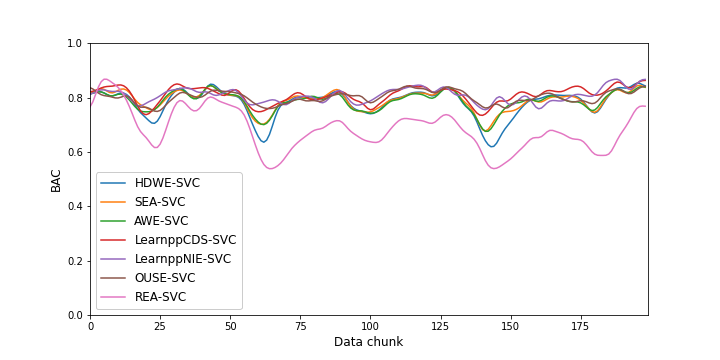 1.0
0.8
0.6
0.4
0.2
0.0
BAC
HDWE-SVC
SEA-SVC
AWE-SVC
LearnppCDS-SVC
LearnppNIE-SVC
OUSE-SVC
REA-SVC
0 25 50 75 100 125 150 175
Data chunk